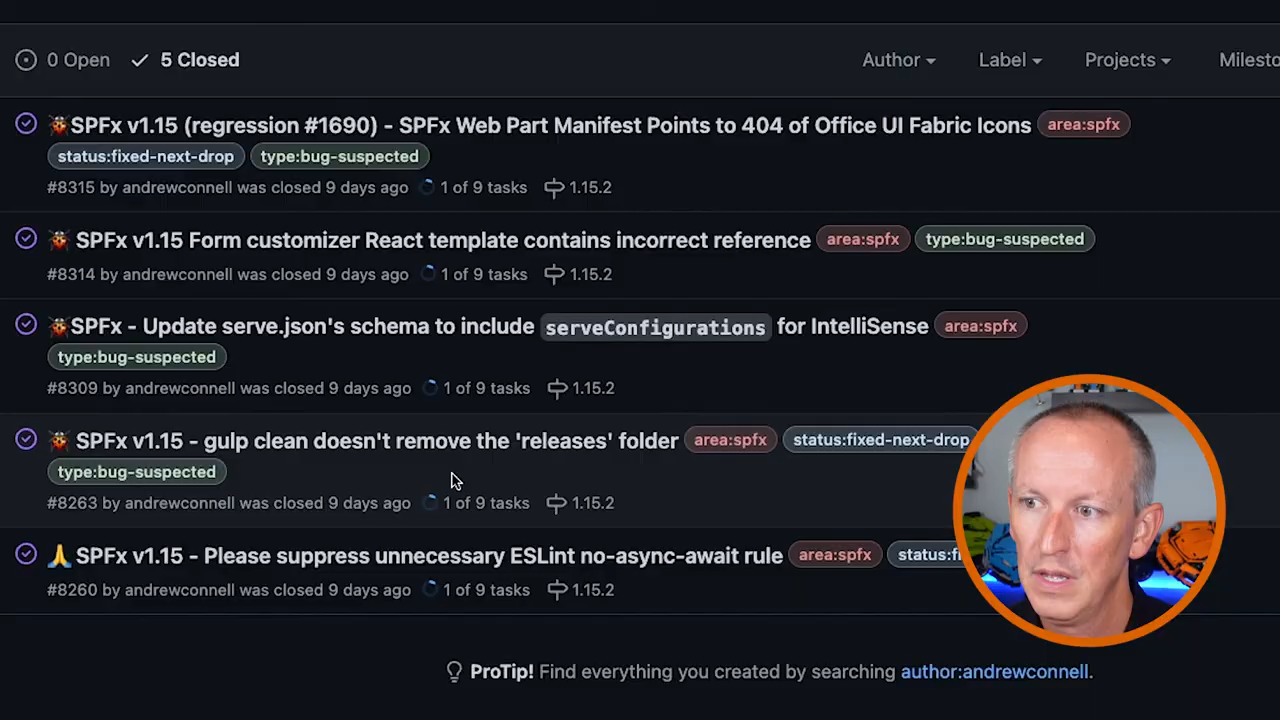 0 Open 5 Closed Author Label Projects
SPFx v1.15 (regression #1690) - SPFx Web Part Manifest Points to 404 of Office UI Fabric Icons area:spfx
status:fixed-next-drop type:bug-suspected
#8315 by andrewconnell was closed 9 days ago 1 of 9 tasks 1.15.2
SPFx v1.15 Form customizer React template contains incorrect reference area:spfx type:bug-suspected
#8314 by andrewconnell was closed 9 days ago 1 of 9 tasks 1.15.2
SPFx - Update serve.json's schema to include serveConfigurations for IntelliSense area:spfx
type:bug-suspected
#8309 by andrewconnell was closed 9 days ago 1 of 9 tasks 1.15.2
SPFx v1.15 - gulp clean doesn't remove the 'releases' folder area:spfx status:fixed-next-drop
type:bug-suspected
#8263 by andrewconnell was closed 9 days ago 1 of 9 tasks 1.15.2
SPFx v1.15 - Please suppress unnecessary ESLint no-async-await rule area:spfx
#8260 by andrewconnell was closed 9 days ago 1 of 9 tasks 1.15.2
ProTip! Find everything you created by searching author:andrewconnell.